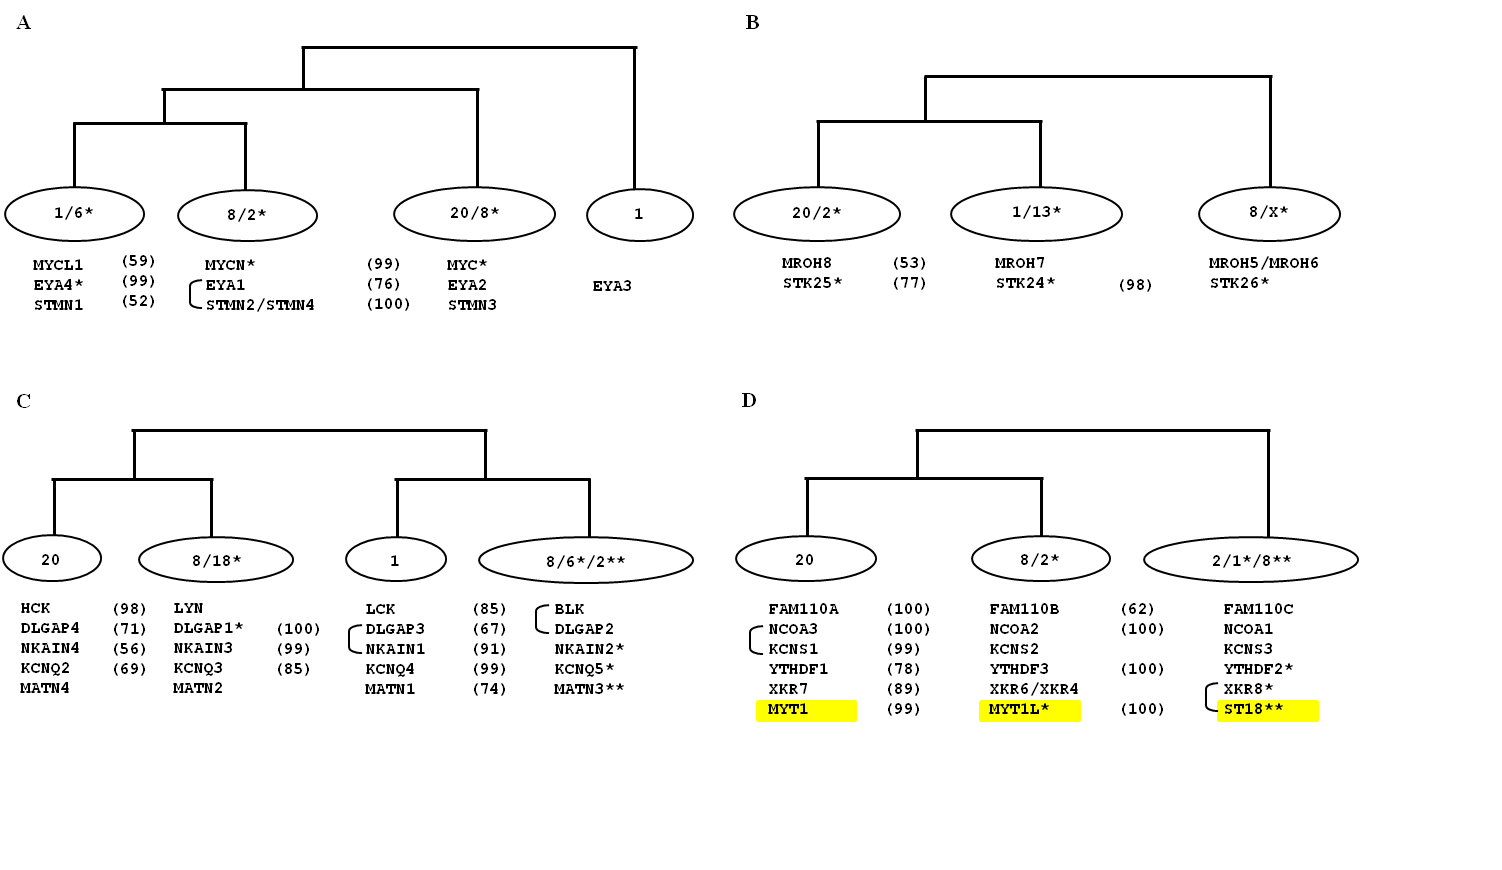 A
1/6* 8/2* 20/8* 1
MYCL1 (59) MYCN* (99) MYC*
EYA4* (99) EYA1 (76) EYA2 EYA3
STMN1 (52) STMN2/STMN4 (100) STMN3
B
20/2* 1/13* 8/X*
MROH8 (53) MROH7 MROH5/MROH6
STK25* (77) STK24* (98) STK26*
C
20 8/18* 1 8/6*/2**
HCK (98) LYN LCK (85) BLK
DLGAP4 (71) DLGAP1* (100) DLGAP3 (67) DLGAP2
NKAIN4 (56) NKAIN3 (99) NKAIN1 (91) NKAIN2*
KCNQ2 (69) KCNQ3 (85) KCNQ4 (99) KCNQ5*
MATN4 MATN2 MATN1 (74) MATN3**
D
20 8/2* 2/1*/8**
FAM110A (100) FAM110B (62) FAM110C
NCOA3 (100) NCOA2 (100) NCOA1
KCNS1 (99) KCNS2 KCNS3
YTHDF1 (78) YTHDF3 (100) YTHDF2*
XKR7 (89) XKR6/XKR4 XKR8*
MYT1 (99) MYT1L* (100) ST18**